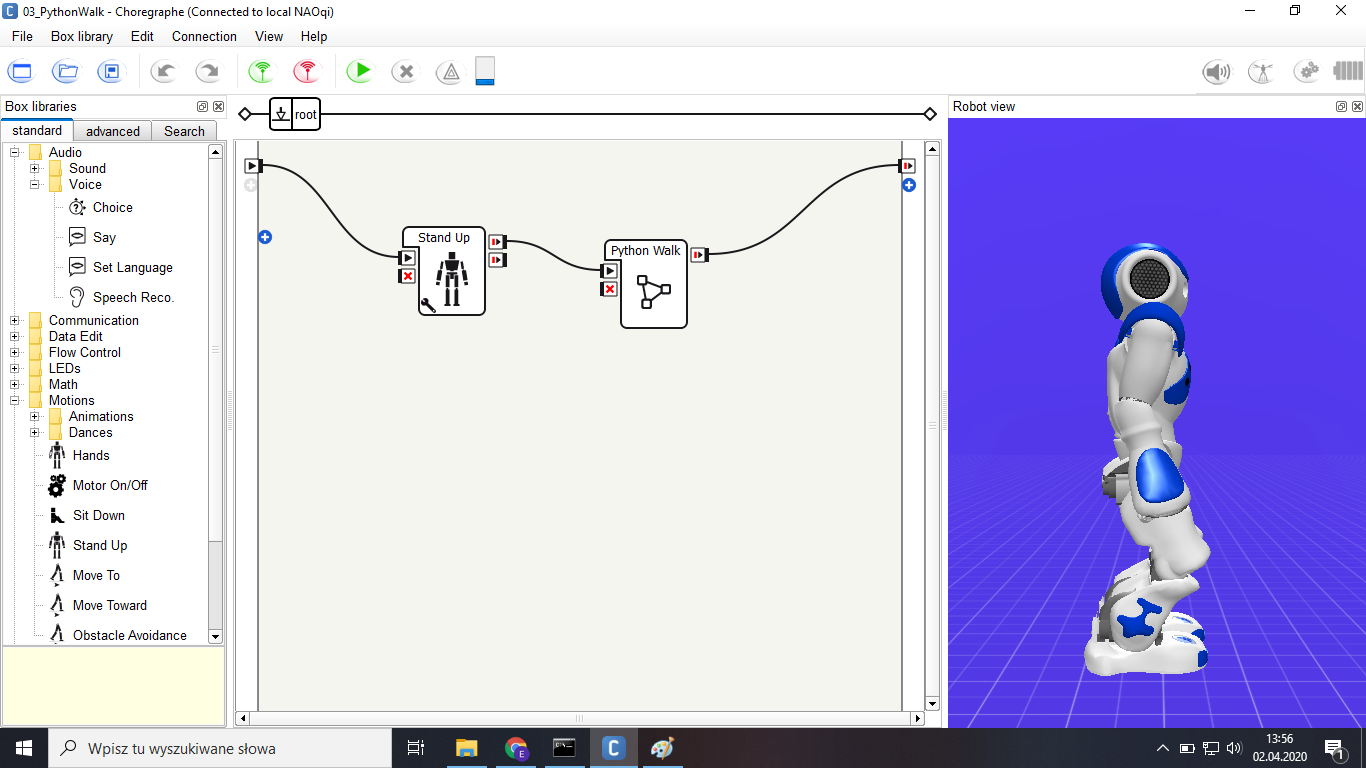 C 03_PythonWalk - Choregraphe (Connected to local NAOqi)
File Box library Edit Connection View Help
Box libraries
standard advanced Search
Audio
Sound
Voice
Choice
Say
Set Language
Speech Reco.
Communication
Data Edit
Flow Control
LEDs
Math
Motions
Animations
Dances
Hands
Motor On/Off
Sit Down
Stand Up
Move To
Move Toward
Obstacle Avoidance
root
Stand Up
Python Walk
Robot view
Wpisz tu wyszukiwane słowa
E
C
13:56
02.04.2020
1